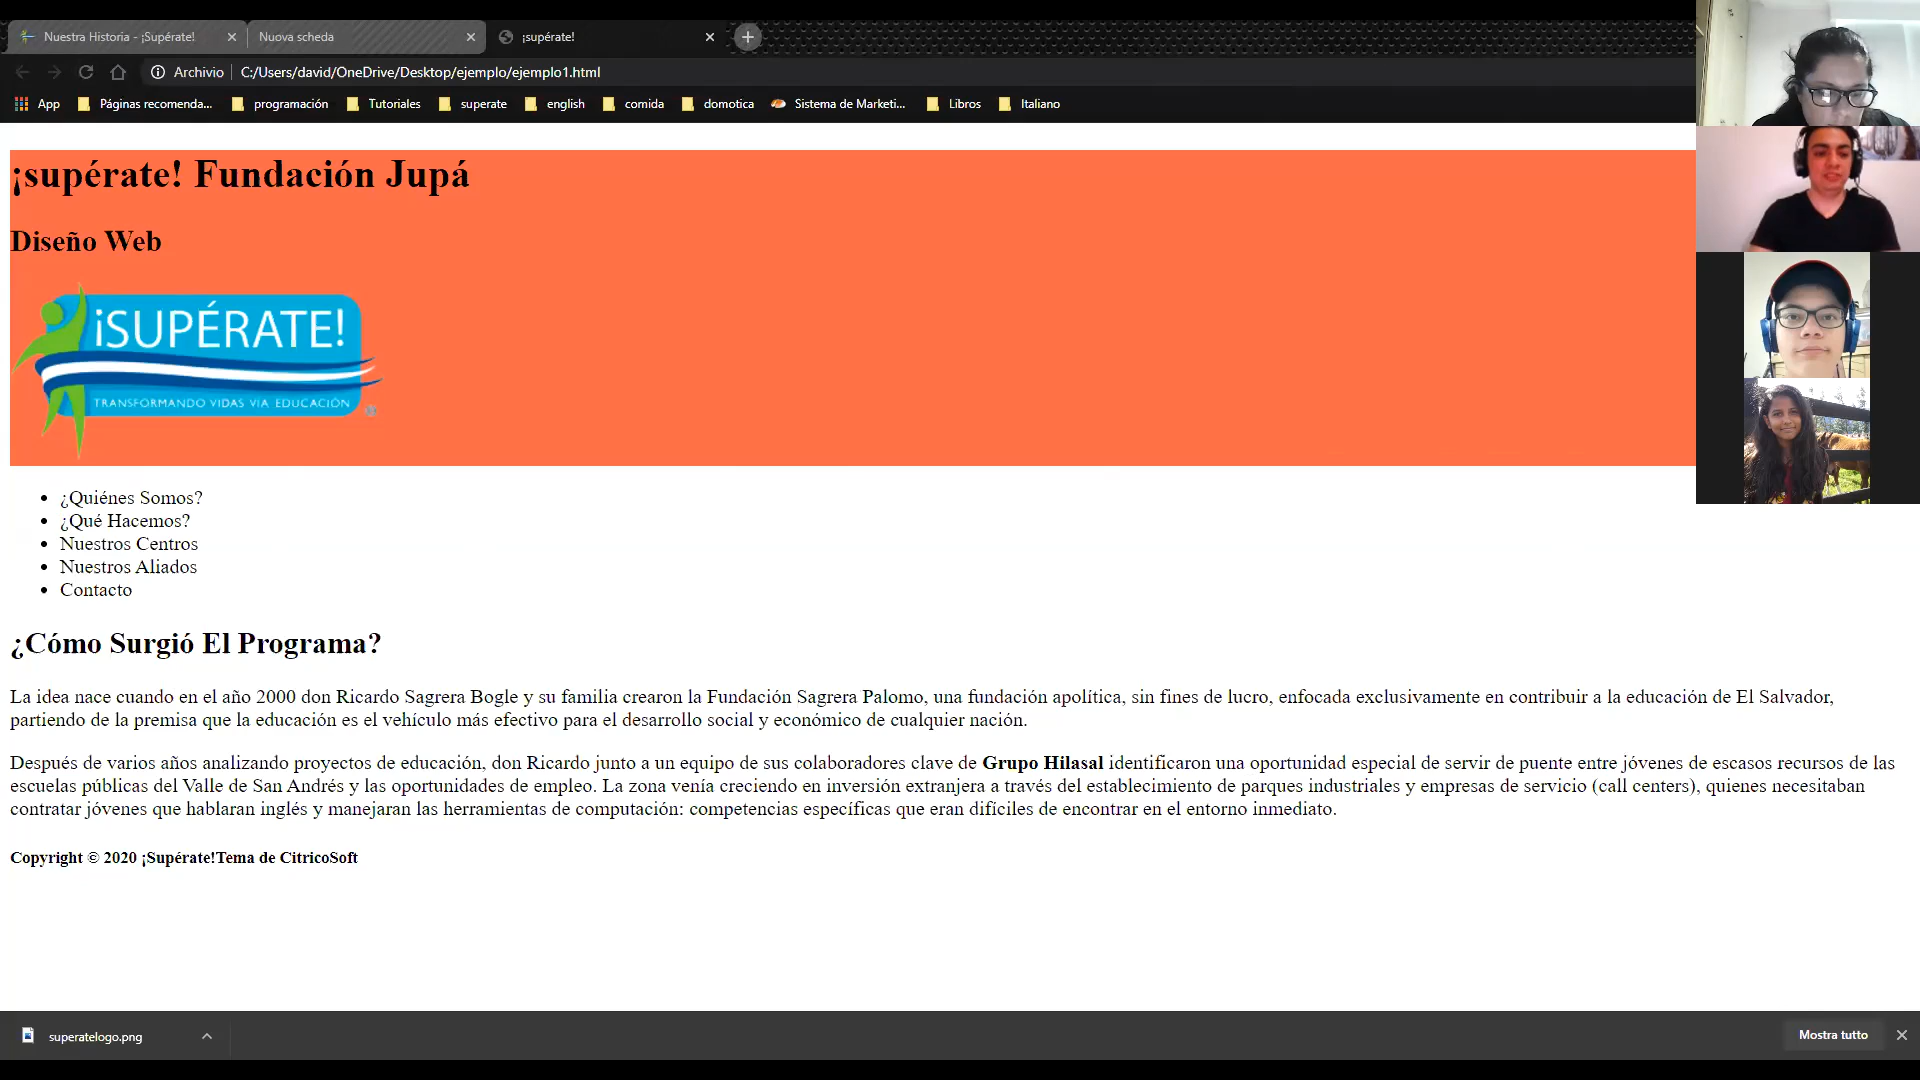 Nuestra Historia - ¡Supérate!
Nuova scheda
¡supérate!
Archivo
C:/Users/david/OneDrive/Desktop/ejemplo/ejemplo1.html
App
Páginas recomenda...
programación
Tutoriales
superate
english
comida
domotica
Sistema de Marketi...
Libros
Italiano
¡supérate! Fundación Jupá
Diseño Web
¡SUPÉRATE!
TRANSFORMANDO VIDAS VIA EDUCACIÓN
¿Quiénes Somos?
¿Qué Hacemos?
Nuestros Centros
Nuestros Aliados
Contacto
¿Cómo Surgió El Programa?
La idea nace cuando en el año 2000 don Ricardo Sagrera Bogle y su familia crearon la Fundación Sagrera Palomo, una fundación apolítica, sin fines de lucro, enfocada exclusivamente en contribuir a la educación de El Salvador,
partiendo de la premisa que la educación es el vehículo más efectivo para el desarrollo social y económico de cualquier nación.
Después de varios años analizando proyectos de educación, don Ricardo junto a un equipo de sus colaboradores clave de Grupo Hilasal identificaron una oportunidad especial de servir de puente entre jóvenes de escasos recursos de las
escuelas públicas del Valle de San Andrés y las oportunidades de empleo. La zona venía creciendo en inversión extranjera a través del establecimiento de parques industriales y empresas de servicio (call centers), quienes necesitaban
contratar jóvenes que hablaran inglés y manejaran las herramientas de computación: competencias específicas que eran difíciles de encontrar en el entorno inmediato.
Copyright © 2020 ¡Supérate!Tema de CitricoSoft
superatelogo.png
Mostra tutto